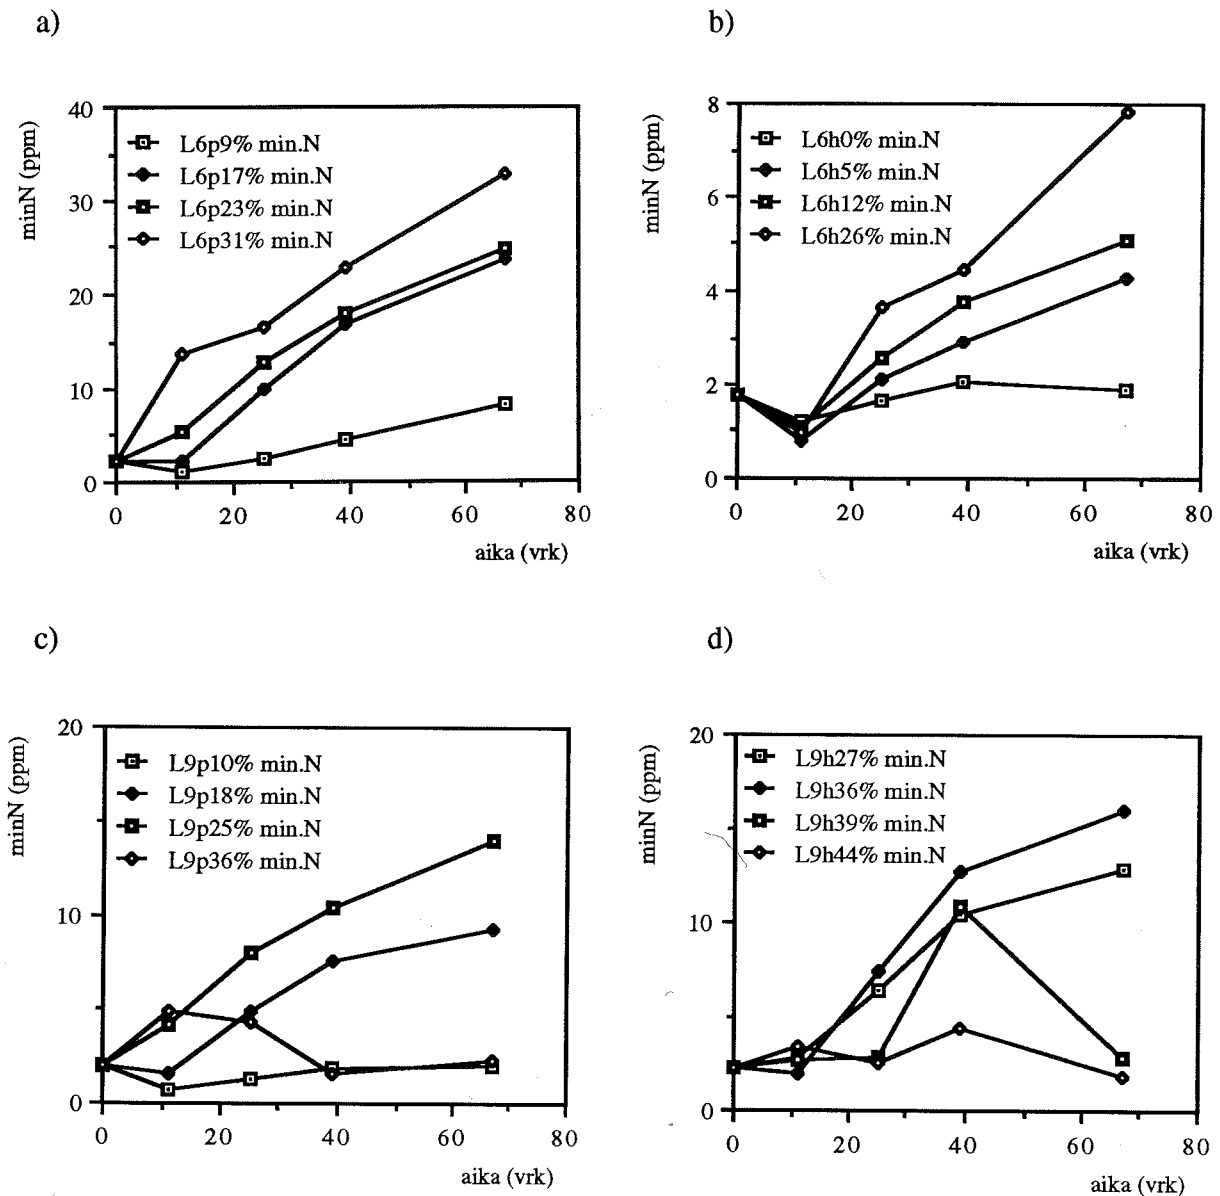 a)
minN (ppm)
40
30
20
10
0
L6p9% min.N
L6p17% min.N
L6p23% min.N
L6p31% min.N
0 20 40 60 80
aika (vrk)
b)
minN (ppm)
8
6
4
2
0
L6h0% min.N
L6h5% min.N
L6h12% min.N
L6h26% min.N
0 20 40 60 80
aika (vrk)
c)
minN (ppm)
20
10
0
L9p10% min.N
L9p18% min.N
L9p25% min.N
L9p36% min.N
0 20 40 60 80
aika (vrk)
d)
minN (ppm)
20
10
0
L9h27% min.N
L9h36% min.N
L9h39% min.N
L9h44% min.N
0 20 40 60 80
aika (vrk)